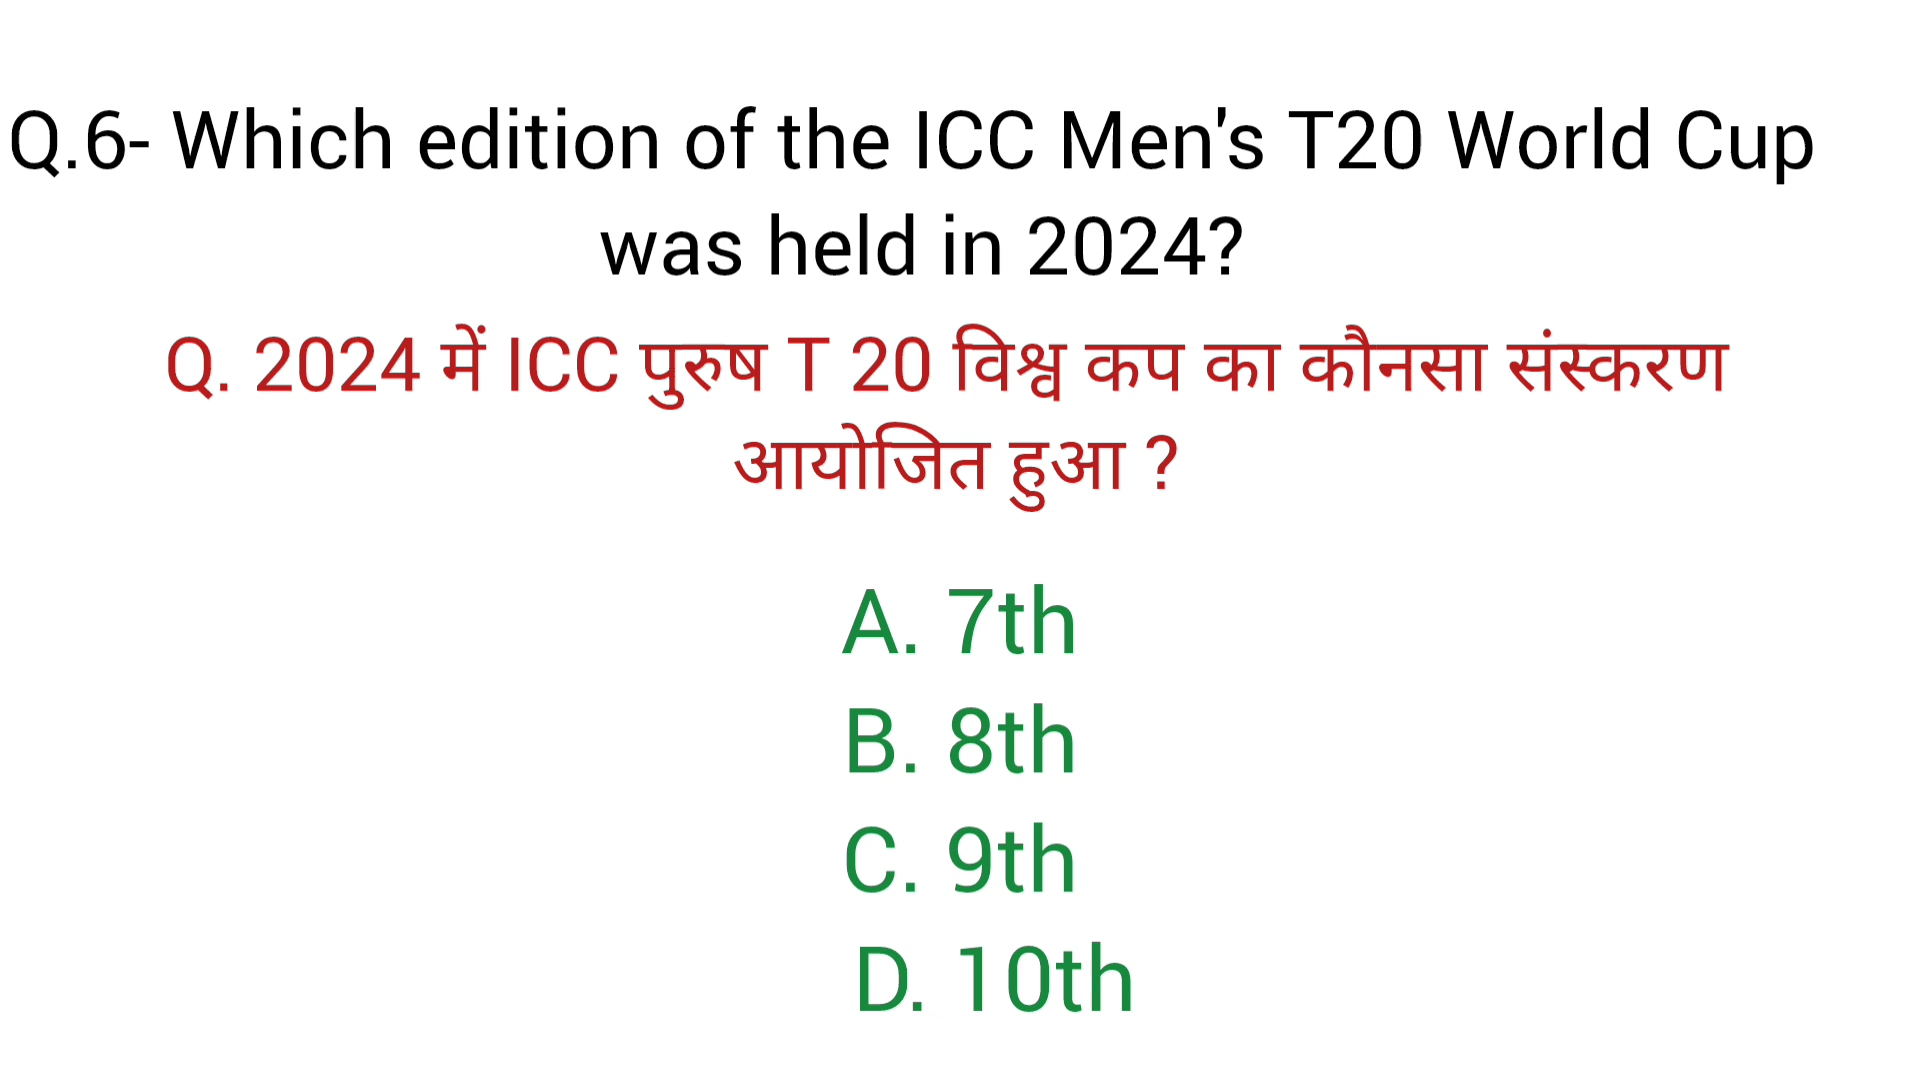 Q.6- Which edition of the ICC Men's T20 World Cup
was held in 2024?
Q. 2024 में ICC पुरुष T 20 विश्व कप का कौनसा संस्करण
आयोजित हुआ ?
A. 7th
B. 8th
C. 9th
D. 10th